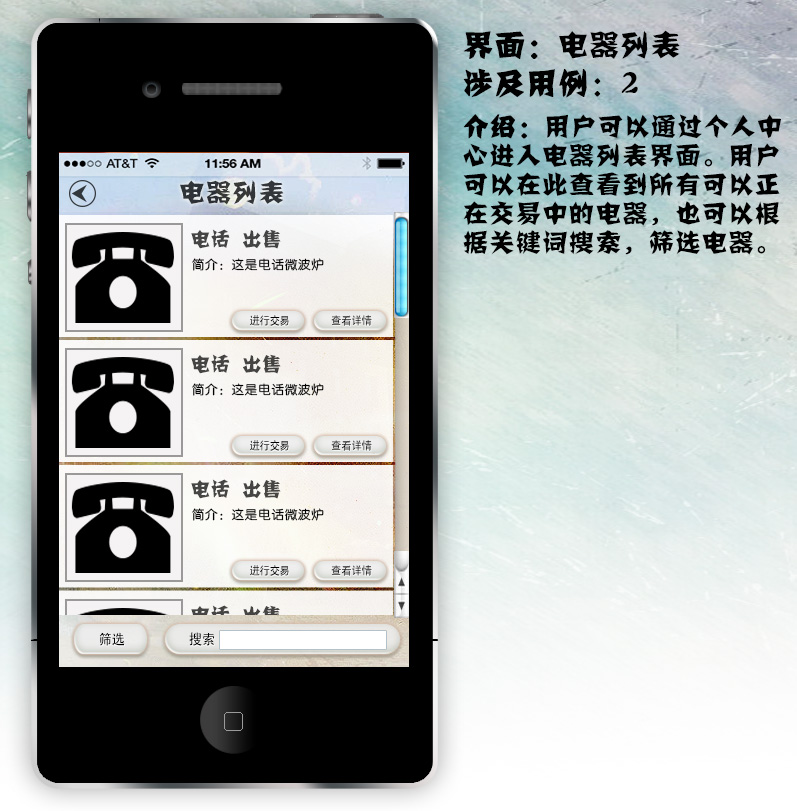 界面：电器列表
涉及用例：2
介绍：用户可以通过个人中
心进入电器列表界面。用户
可以在此查看到所有可以正
在交易中的电器，也可以根
据关键词搜索，筛选电器。
AT&T 11:56 AM
电器列表
电话 出售
简介：这是电话微波炉
进行交易 查看详情
电话 出售
简介：这是电话微波炉
进行交易 查看详情
电话 出售
简介：这是电话微波炉
进行交易 查看详情
电话 出售
筛选 搜索